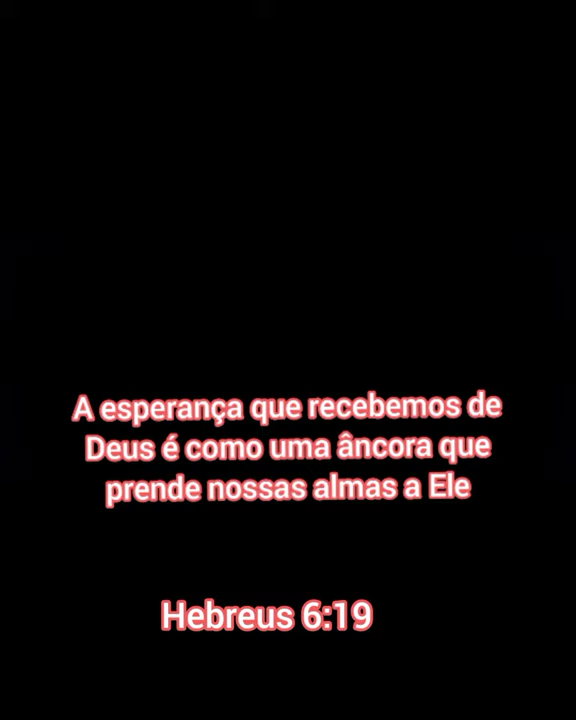 A esperança que recebemos de
Deus é como uma âncora que
prende nossas almas a Ele
Hebreus 6:19